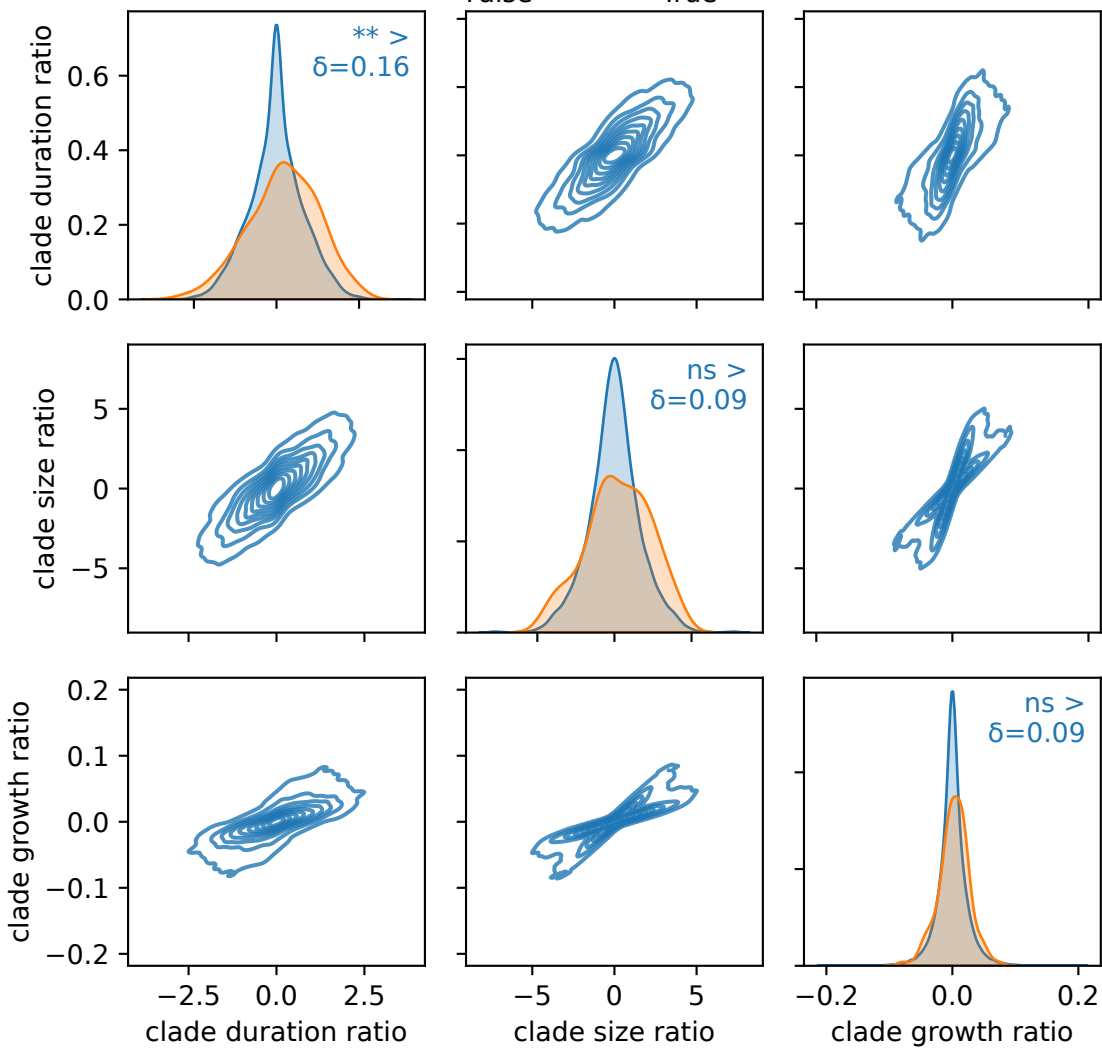 False True
clade duration ratio
0.6
0.4
0.2
0.0
** >
δ=0.16
clade size ratio
5
0
−5
ns >
δ=0.09
clade growth ratio
0.2
0.1
0.0
−0.1
−0.2
ns >
δ=0.09
−2.5 0.0 2.5
−5 0 5
−0.2 0.0 0.2
clade duration ratio
clade size ratio
clade growth ratio